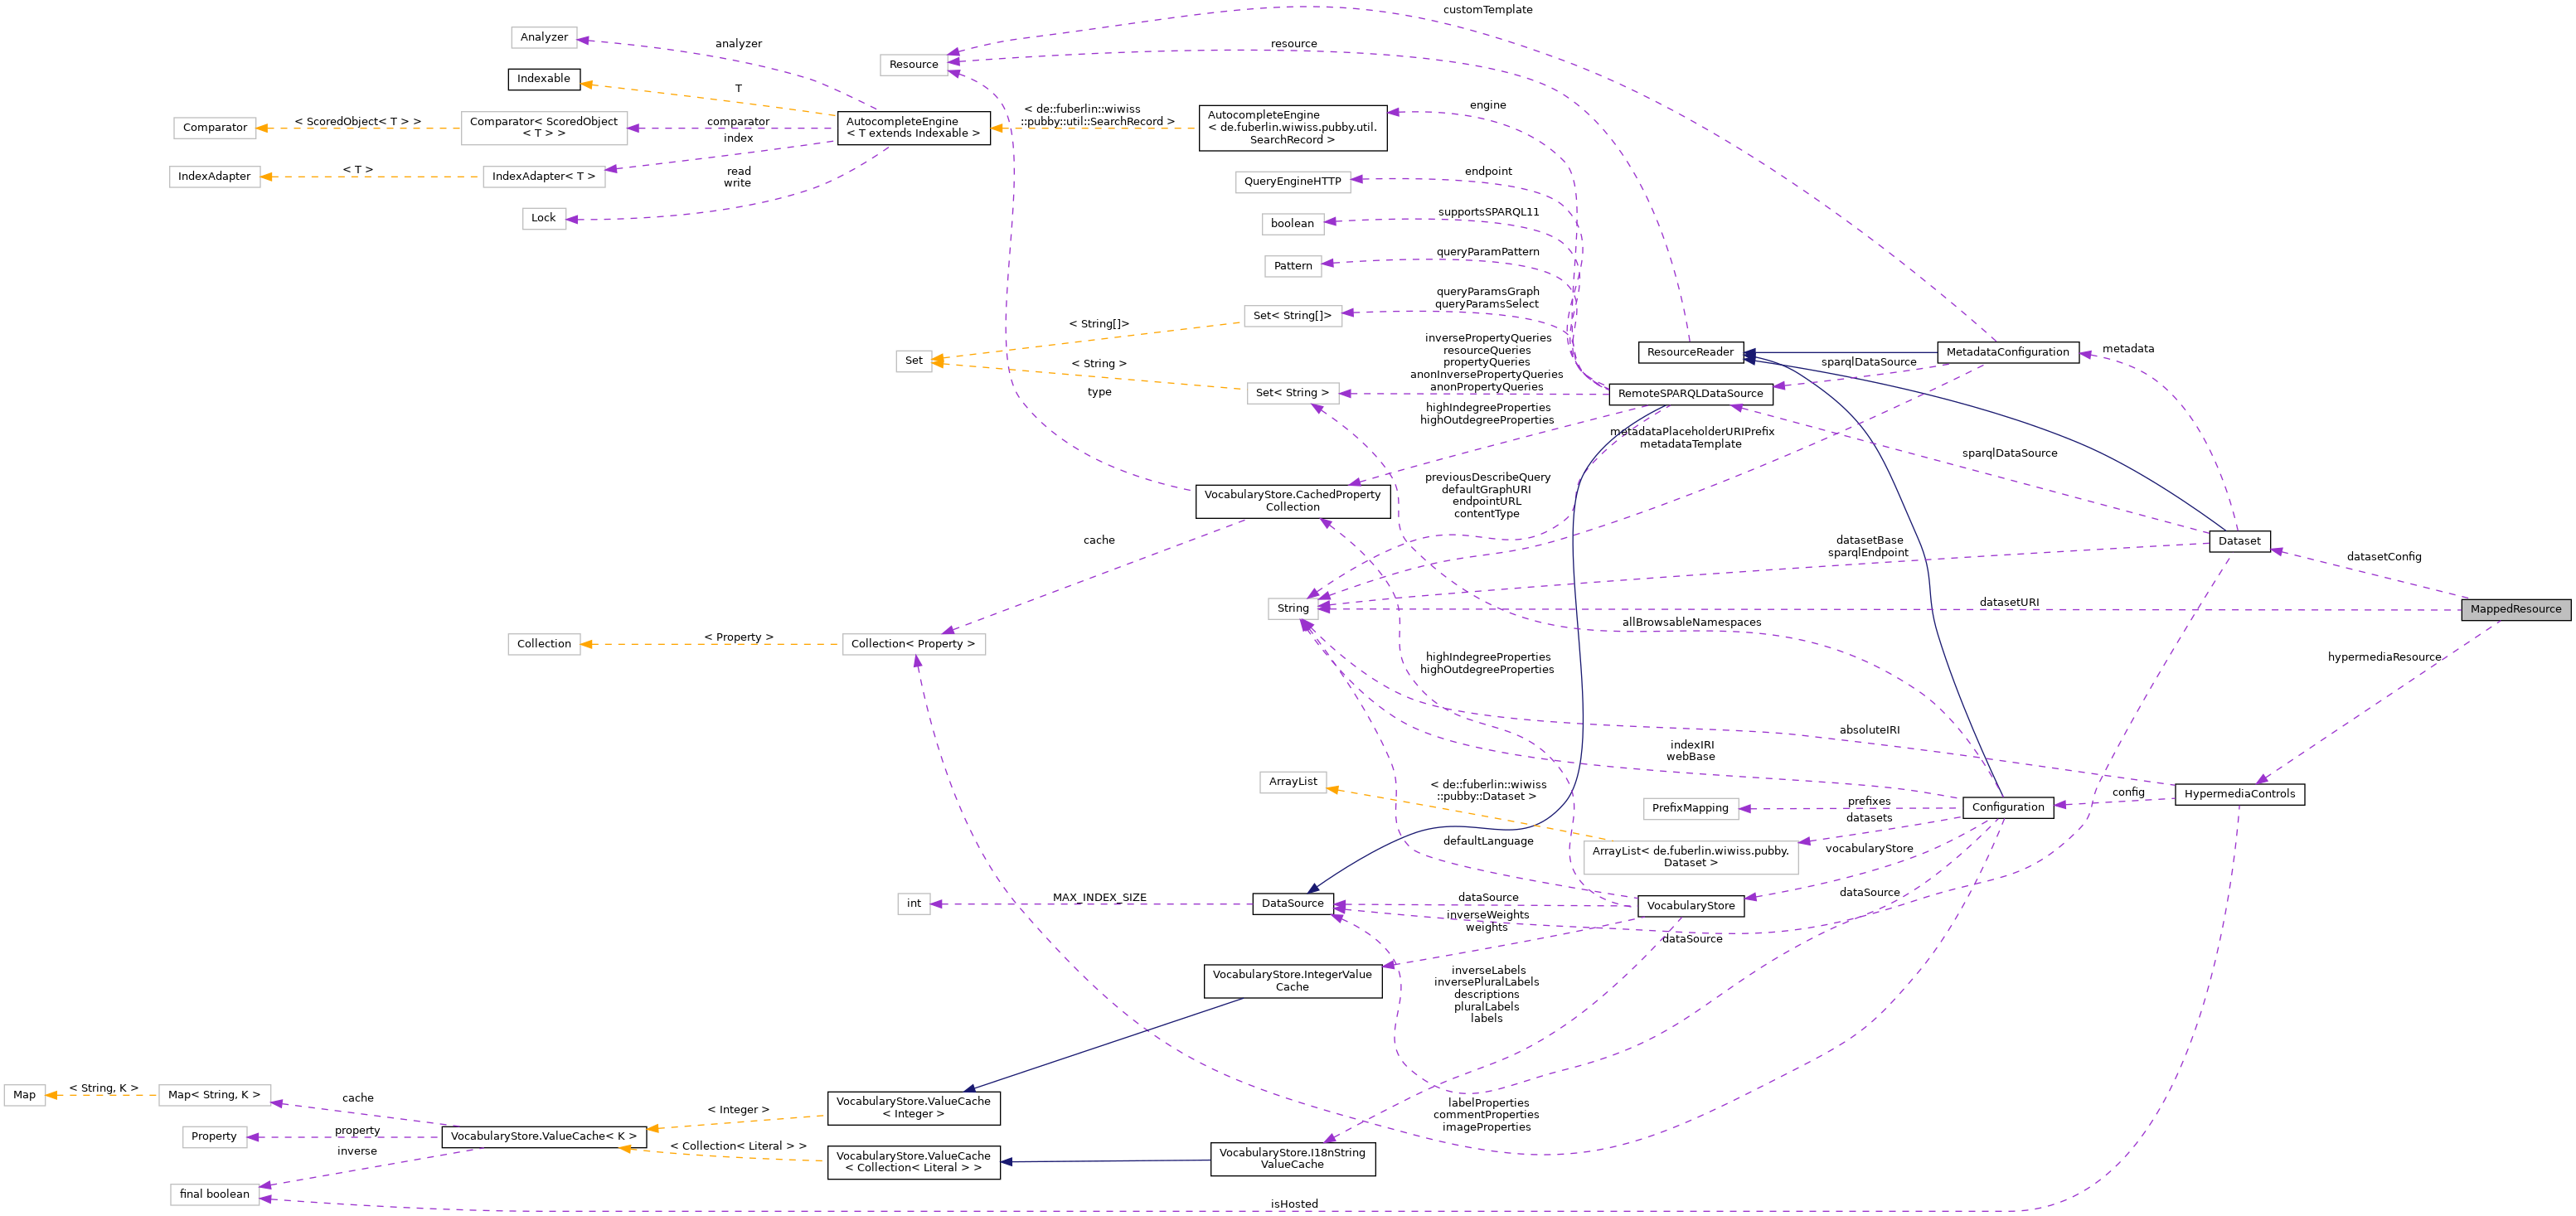 customTemplate
Analyzer
analyzer
resource
Resource
Indexable
T
engine
Comparator
< ScoredObject< T > >
Comparator< ScoredObject
< T > >
comparator
AutocompleteEngine
< T extends Indexable >
< de::fuberlin::wiwiss
::pubby::util::SearchRecord >
AutocompleteEngine
< de.fuberlin.wiwiss.pubby.util.
SearchRecord >
index
IndexAdapter
< T >
IndexAdapter< T >
read
write
QueryEngineHTTP
endpoint
Lock
boolean
supportsSPARQL11
Pattern
queryParamPattern
queryParamsGraph
queryParamsSelect
Set< String[]>
< String[]>
Set
< String >
type
Set< String >
inversePropertyQueries
resourceQueries
propertyQueries
anonInversePropertyQueries
anonPropertyQueries
ResourceReader
MetadataConfiguration
metadata
sparqlDataSource
RemoteSPARQLDataSource
highIndegreeProperties
highOutdegreeProperties
metadataPlaceholderURIPrefix
metadataTemplate
sparqlDataSource
VocabularyStore.CachedProperty
Collection
previousDescribeQuery
defaultGraphURI
endpointURL
contentType
cache
datasetBase
sparqlEndpoint
Dataset
datasetConfig
String
datasetURI
MappedResource
allBrowsableNamespaces
Collection
< Property >
Collection< Property >
highIndegreeProperties
highOutdegreeProperties
hypermediaResource
absoluteIRI
indexIRI
webBase
ArrayList
< de::fuberlin::wiwiss
::pubby::Dataset >
PrefixMapping
prefixes
Configuration
config
HypermediaControls
datasets
ArrayList< de.fuberlin.wiwiss.pubby.
Dataset >
defaultLanguage
vocabularyStore
int
MAX_INDEX_SIZE
DataSource
dataSource
VocabularyStore
dataSource
inverseWeights
weights
dataSource
VocabularyStore.IntegerValue
Cache
inverseLabels
inversePluralLabels
descriptions
pluralLabels
labels
Map
< String, K >
Map< String, K >
cache
VocabularyStore.ValueCache
< Integer >
< Integer >
labelProperties
commentProperties
imageProperties
Property
property
VocabularyStore.ValueCache< K >
< Collection< Literal > >
VocabularyStore.ValueCache
< Collection< Literal > >
VocabularyStore.I18nString
ValueCache
inverse
final boolean
isHosted